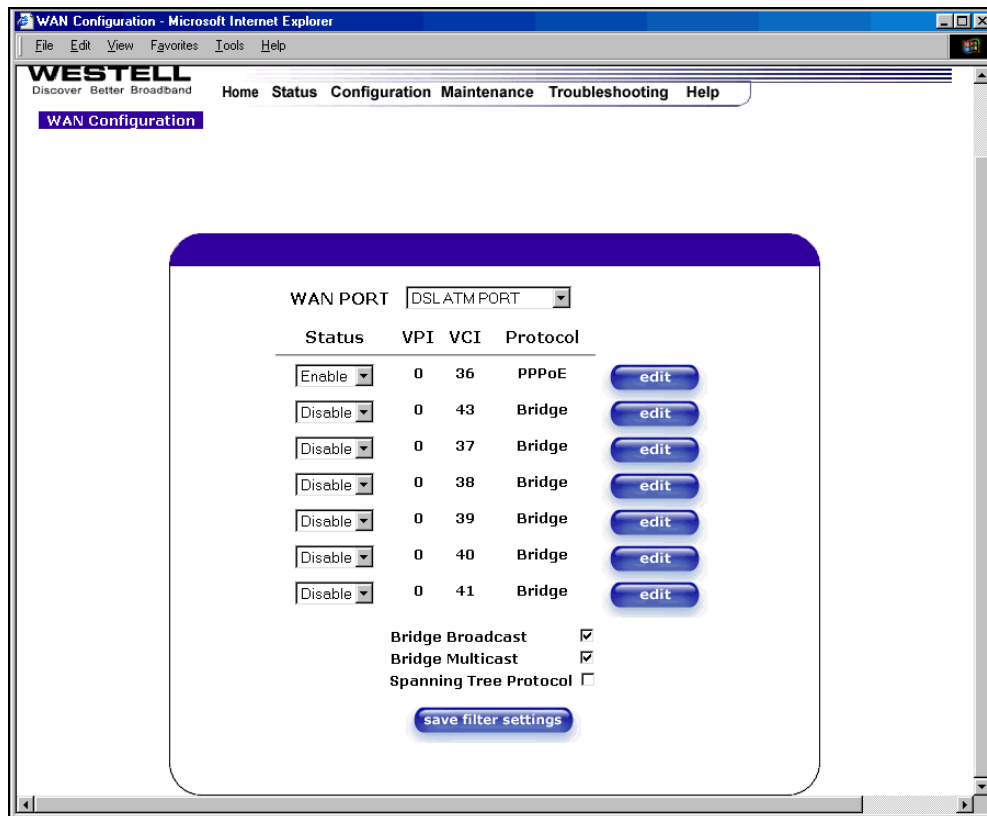 WAN Configuration - Microsoft Internet Explorer
File Edit View Favorites Tools Help
WESTELL
Discover Better Broadband
Home Status Configuration Maintenance Troubleshooting Help
WAN Configuration
WAN PORT DSL ATM PORT
Status VPI VCI Protocol
Enable 0 36 PPPoE edit
Disable 0 43 Bridge edit
Disable 0 37 Bridge edit
Disable 0 38 Bridge edit
Disable 0 39 Bridge edit
Disable 0 40 Bridge edit
Disable 0 41 Bridge edit
Bridge Broadcast
Bridge Multicast
Spanning Tree Protocol
save filter settings